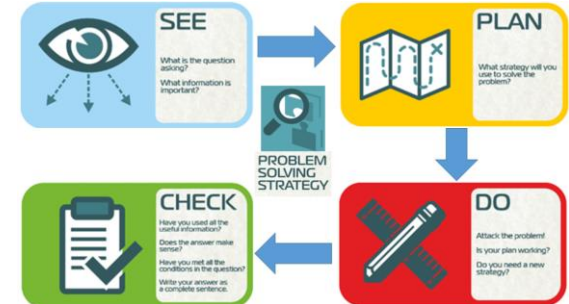 SEE
What is the question
asking?
What information is
important?
PLAN
What strategy will you
use to solve the
problem?
PROBLEM
SOLVING
STRATEGY
DO
Attack the problem!
Is your plan working?
Do you need a new
strategy?
CHECK
Have you used all the
useful information?
Does the answer make
sense?
Have you met all the
conditions in the question?
Write your answer as
a complete sentence.